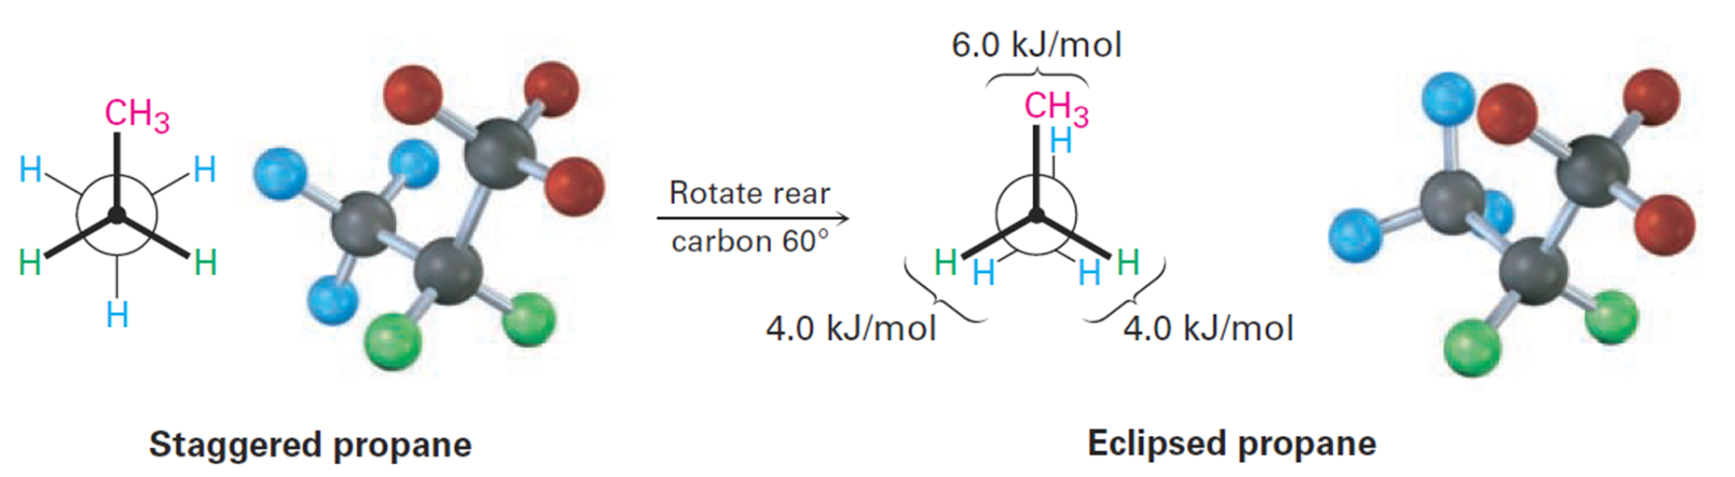 6.0 kJ/mol
CH3
H H
H H
H
Rotate rear
carbon 60°
CH3
H
H H H H
4.0 kJ/mol 4.0 kJ/mol
Staggered propane
Eclipsed propane